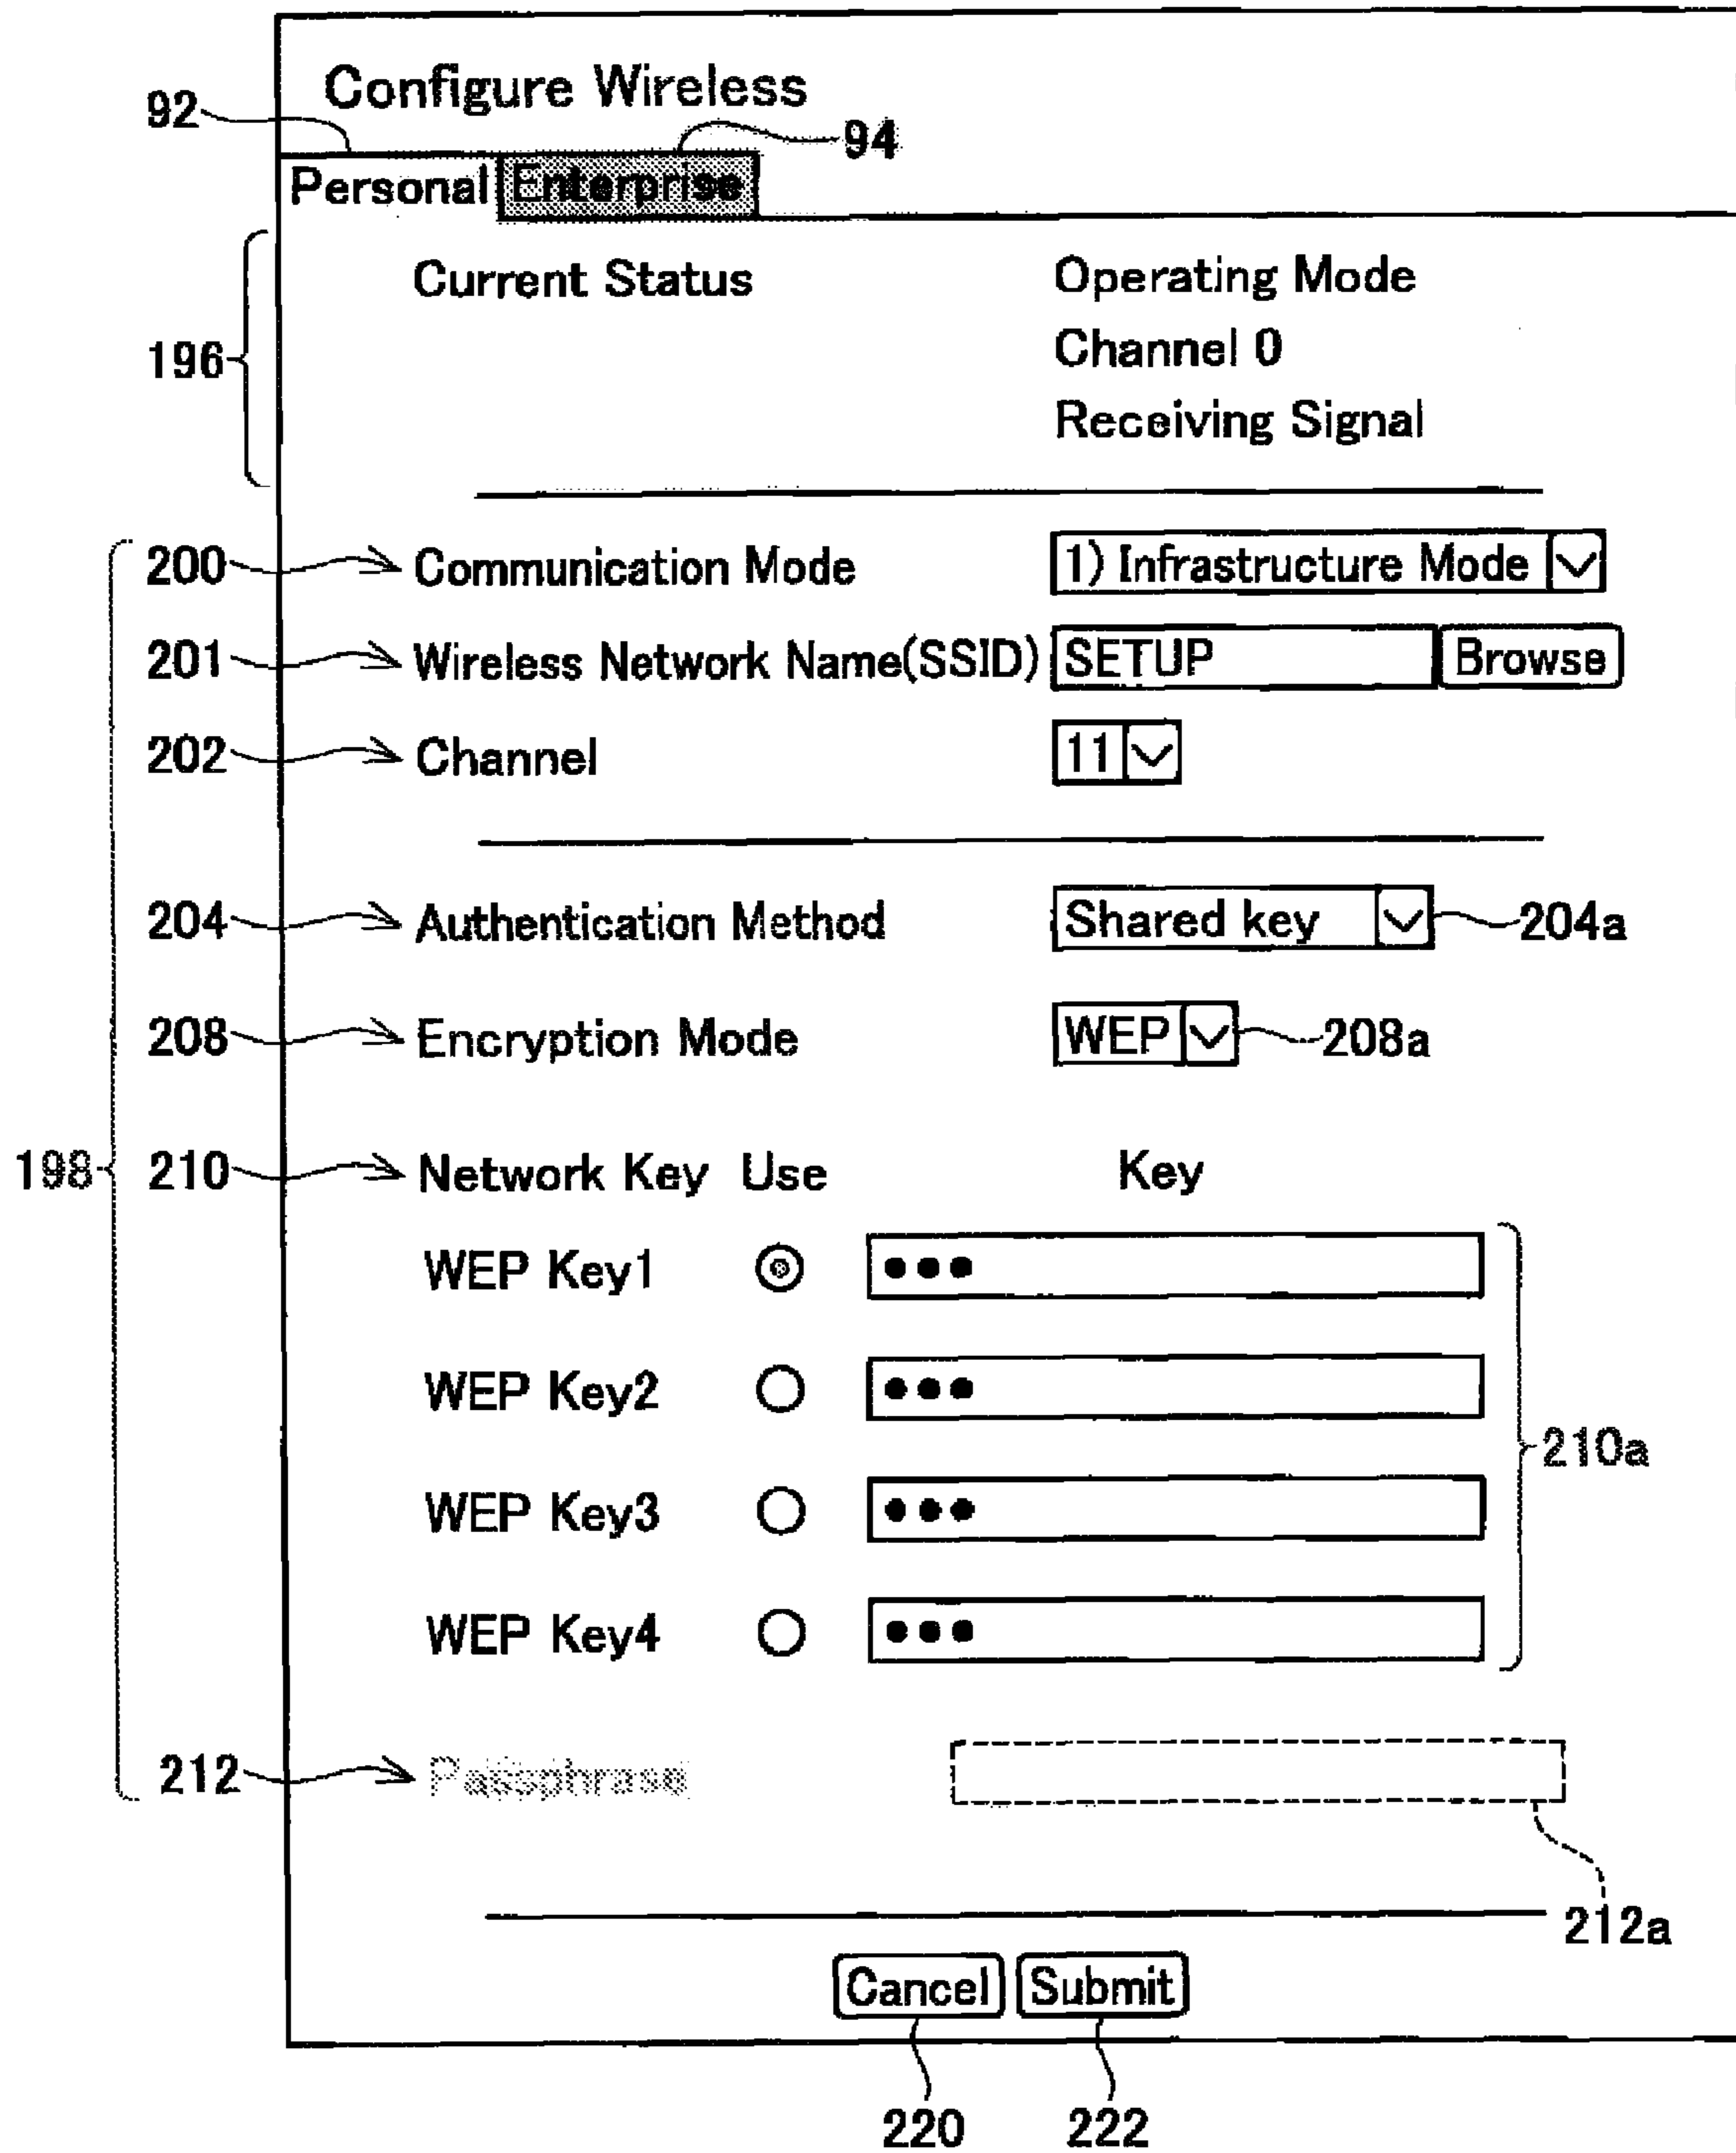 Configure Wireless
92
94
Personal Enterprise
Current Status Operating Mode
196 Channel 0
Receiving Signal
200 Communication Mode 1) Infrastructure Mode
201 Wireless Network Name(SSID) SETUP Browse
202 Channel 11
204 Authentication Method Shared key 204a
208 Encryption Mode WEP 208a
198 210 Network Key Use Key
WEP Key1 •••
WEP Key2 •••
210a
WEP Key3 •••
WEP Key4 •••
212 Passphrase
212a
Cancel Submit
220 222